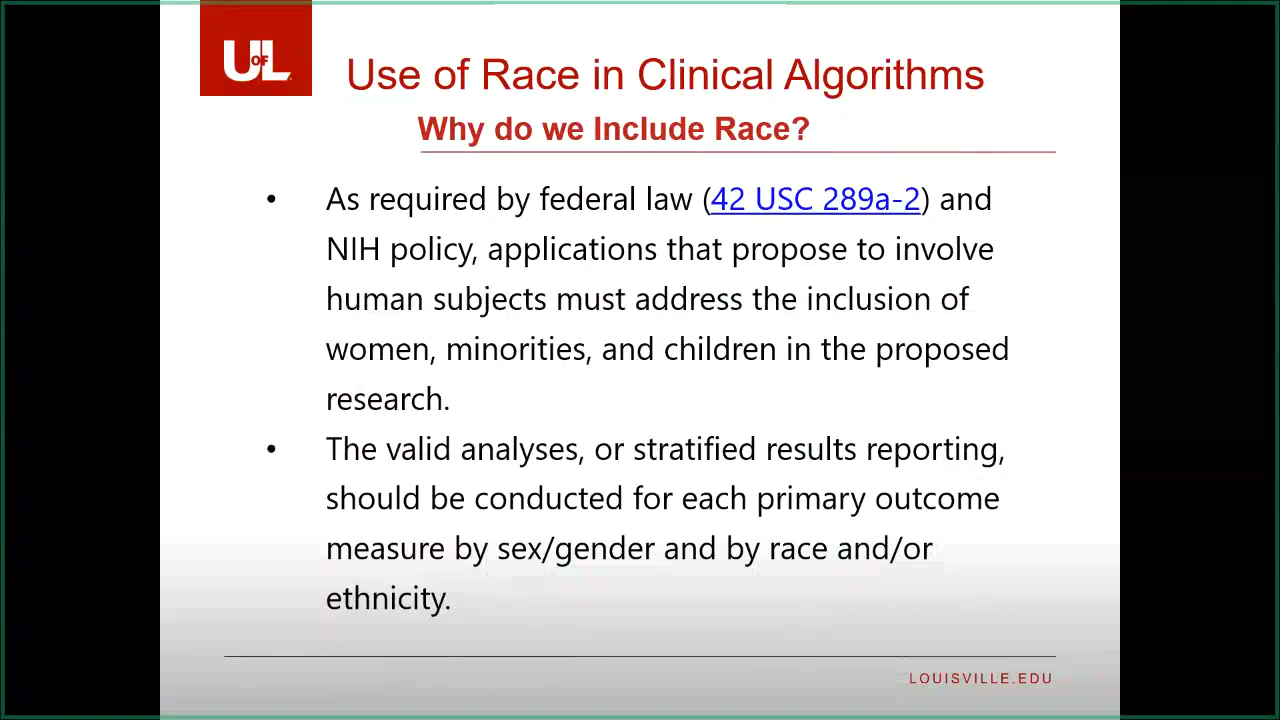 UofL
Use of Race in Clinical Algorithms
Why do we Include Race?
• As required by federal law (42 USC 289a-2) and
NIH policy, applications that propose to involve
human subjects must address the inclusion of
women, minorities, and children in the proposed
research.
• The valid analyses, or stratified results reporting,
should be conducted for each primary outcome
measure by sex/gender and by race and/or
ethnicity.
LOUISVILLE.EDU